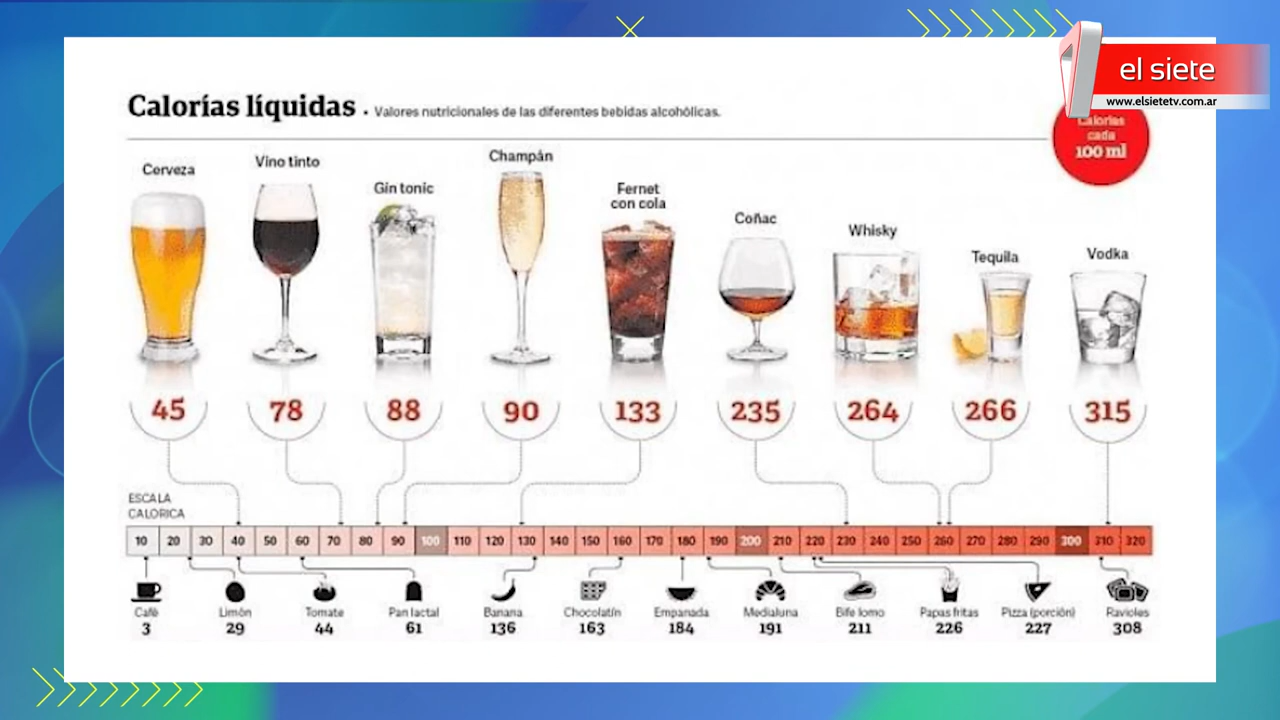 el siete
www.elsietetv.com.ar
Calorías líquidas • Valores nutricionales de las diferentes bebidas alcohólicas.
Calorías
cada
100 ml
Cerveza
Vino tinto
Gin tonic
Champán
Fernet
con cola
Coñac
Whisky
Tequila
Vodka
45 78 88 90 133 235 264 266 315
ESCALA
CALORICA
10 20 30 40 50 60 70 80 90 100 110 120 130 140 150 160 170 180 190 200 210 220 230 240 250 260 270 280 290 300 310 320
Café Limón Tomate Pan lactal Banana Chocolatín Empanada Medialuna Bife lomo Papas fritas Pizza (porción) Ravioles
3 29 44 61 136 163 184 191 211 226 227 308